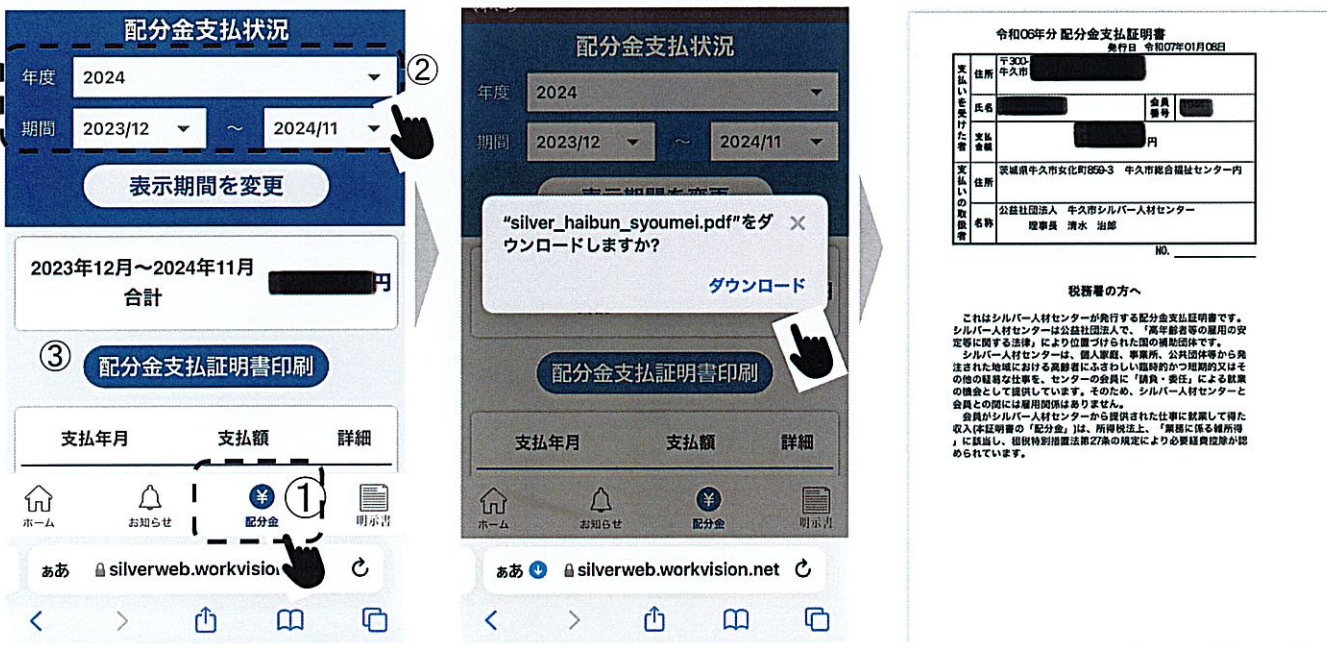 配分金支払状況
年度 2024 ②
期間 2023/12 ～ 2024/11
表示期間を変更
2023年12月～2024年11月
合計
円
③ 配分金支払証明書印刷
支払年月 支払額 詳細
①
ホーム お知らせ 配分金 明示書
ぁあ silverweb.workvision
配分金支払状況
年度 2024
期間 2023/12 ～ 2024/11
表示期間を変更
“silver_haibun_syoumei.pdf”をダ
ウンロードしますか?
ダウンロード
配分金支払証明書印刷
支払年月 支払額 詳細
ホーム お知らせ 配分金 明示書
ぁあ silverweb.workvision.net
令和06年分 配分金支払証明書
発行日 令和07年01月08日
支払いを受けた者
住所 〒300-
牛久市
氏名 会員番号
支払金額 円
支払いの取扱者
住所 茨城県牛久市女化町859-3 牛久市総合福祉センター内
名称 公益社団法人 牛久市シルバー人材センター
理事長 清水 治郎
NO.
税務署の方へ
これはシルバー人材センターが発行する配分金支払証明書です。
シルバー人材センターは公益社団法人で、「高年齢者等の雇用の安
定等に関する法律」により位置づけられた国の補助団体です。
シルバー人材センターは、個人家庭、事業所、公共団体等から発
注された地域における高齢者にふさわしい臨時的かつ短期的又はそ
の他の軽易な仕事を、センターの会員に「請負・委任」による就業
の機会として提供しています。そのため、シルバー人材センターと
会員との間には雇用関係はありません。
会員がシルバー人材センターから提供された仕事に就業して得た
収入(本証明書の「配分金」)は、所得税法上、「業務に係る雑所得
」に該当し、租税特別措置法第27条の規定により必要経費控除が認
められています。